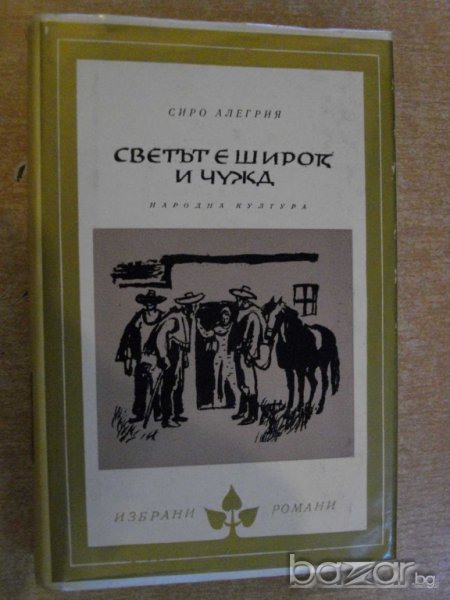 СИРО АЛЕГРИЯ
СВЕТЪТ Е ШИРОК
И ЧУЖД
НАРОДНА КУЛТУРА
ИЗБРАНИ РОМАНИ
bazar.bg